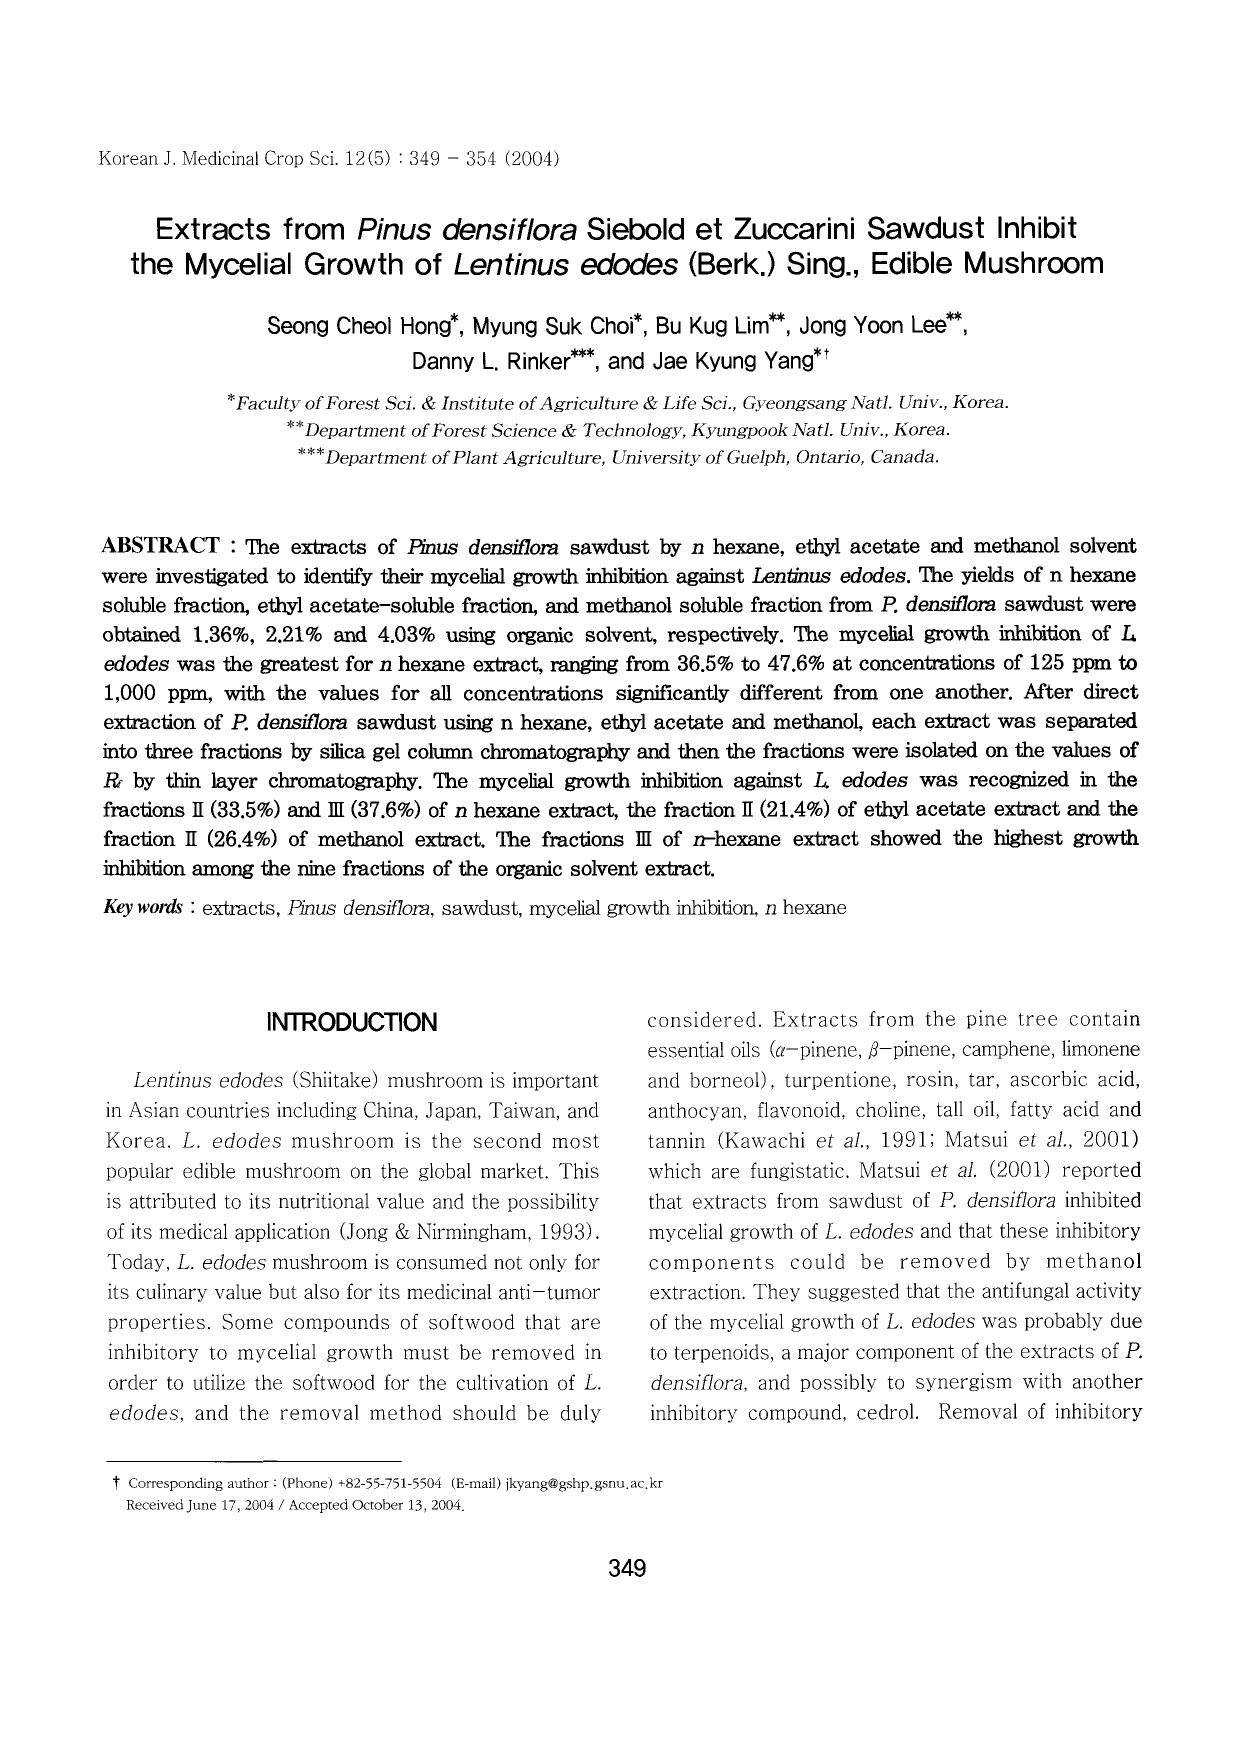 Korean J. Medicinal Crop Sci. 12(5) : 349 - 354 (2004)
Extracts from Pinus densiflora Siebold et Zuccarini Sawdust Inhibit
the Mycelial Growth of Lentinus edodes (Berk.) Sing., Edible Mushroom
Seong Cheol Hong*, Myung Suk Choi*, Bu Kug Lim**, Jong Yoon Lee**,
Danny L. Rinker***, and Jae Kyung Yang*†
*Faculty of Forest Sci. & Institute of Agriculture & Life Sci., Gyeongsang Natl. Univ., Korea.
**Department of Forest Science & Technology, Kyungpook Natl. Univ., Korea.
***Department of Plant Agriculture, University of Guelph, Ontario, Canada.
ABSTRACT : The extracts of Pinus densiflora sawdust by n hexane, ethyl acetate and methanol solvent
were investigated to identify their mycelial growth inhibition against Lentinus edodes. The yields of n hexane
soluble fraction, ethyl acetate-soluble fraction, and methanol soluble fraction from P. densiflora sawdust were
obtained 1.36%, 2.21% and 4.03% using organic solvent, respectively. The mycelial growth inhibition of L.
edodes was the greatest for n hexane extract, ranging from 36.5% to 47.6% at concentrations of 125 ppm to
1,000 ppm, with the values for all concentrations significantly different from one another. After direct
extraction of P. densiflora sawdust using n hexane, ethyl acetate and methanol, each extract was separated
into three fractions by silica gel column chromatography and then the fractions were isolated on the values of
Rf by thin layer chromatography. The mycelial growth inhibition against L. edodes was recognized in the
fractions Ⅱ (33.5%) and Ⅲ (37.6%) of n hexane extract, the fraction Ⅱ (21.4%) of ethyl acetate extract and the
fraction Ⅱ (26.4%) of methanol extract. The fractions Ⅲ of n-hexane extract showed the highest growth
inhibition among the nine fractions of the organic solvent extract.
Key words : extracts, Pinus densiflora, sawdust, mycelial growth inhibition, n hexane
INTRODUCTION
Lentinus edodes (Shiitake) mushroom is important
in Asian countries including China, Japan, Taiwan, and
Korea. L. edodes mushroom is the second most
popular edible mushroom on the global market. This
is attributed to its nutritional value and the possibility
of its medical application (Jong & Nirmingham, 1993).
Today, L. edodes mushroom is consumed not only for
its culinary value but also for its medicinal anti-tumor
properties. Some compounds of softwood that are
inhibitory to mycelial growth must be removed in
order to utilize the softwood for the cultivation of L.
edodes, and the removal method should be duly
considered. Extracts from the pine tree contain
essential oils (α-pinene, β-pinene, camphene, limonene
and borneol), turpentione, rosin, tar, ascorbic acid,
anthocyan, flavonoid, choline, tall oil, fatty acid and
tannin (Kawachi et al., 1991; Matsui et al., 2001)
which are fungistatic. Matsui et al. (2001) reported
that extracts from sawdust of P. densiflora inhibited
mycelial growth of L. edodes and that these inhibitory
components could be removed by methanol
extraction. They suggested that the antifungal activity
of the mycelial growth of L. edodes was probably due
to terpenoids, a major component of the extracts of P.
densiflora, and possibly to synergism with another
inhibitory compound, cedrol. Removal of inhibitory
† Corresponding author : (Phone) +82-55-751-5504 (E-mail) jkyang@gshp.gsnu.ac.kr
Received June 17, 2004 / Accepted October 13, 2004.
349